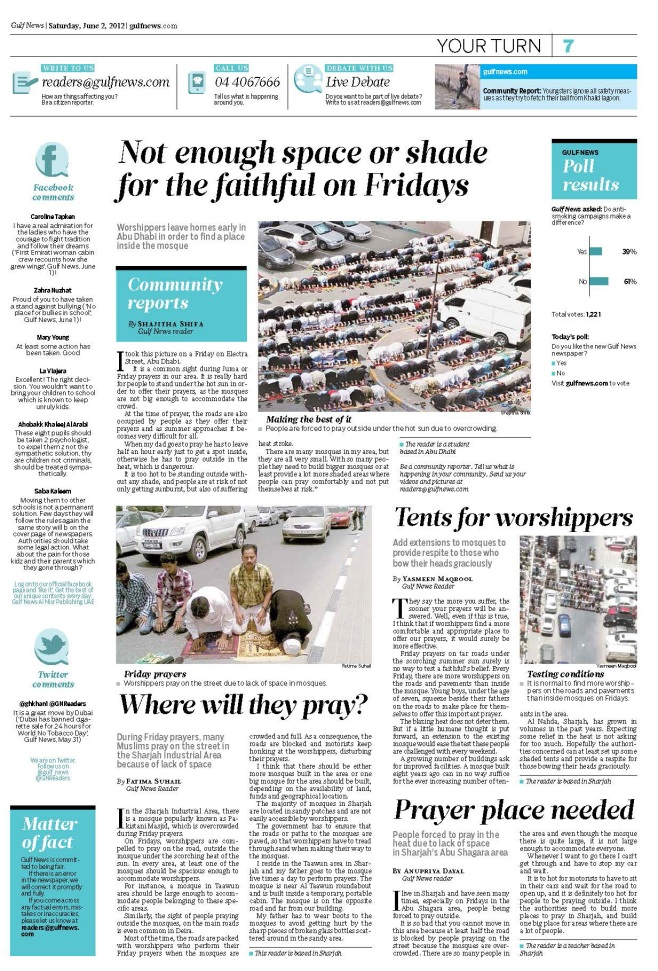 Gulf News | Saturday, June 2, 2012 | gulfnews.com
YOUR TURN 7
WRITE TO US
readers@gulfnews.com
How are things affecting you?
Be a citizen reporter.
CALL US
04 4067666
Tell us what is happening
around you.
DEBATE WITH US
Live Debate
Do you want to be part of live debate?
Write to us at readers@gulfnews.com
gulfnews.com
Community Report: Youngsters ignore all safety meas-
ures as they try to fetch their ball from Khalid lagoon.
Facebook
comments
Caroline Tapken
I have a real admiration for
the ladies who have the
courage to fight tradition
and follow their dreams
('First Emirati woman cabin
crew recounts how she
grew wings', Gulf News, June
1)!
Zahra Nuzhat
Proud of you to have taken
a stand against bullying ('No
place for bullies in school',
Gulf News, June 1)!
Mary Young
At least some action has
been taken. Good
La Viajera
Excellent! The right deci-
sion. You wouldn't want to
bring your children to school
which is known to keep
unruly kids.
Ahobakk Khaleej Al Arabi
These eight pupils should
be taken 2 psychologist,
to expel them z not the
sympathetic solution, thy
are children not criminals,
should be treated sympa-
thetically.
Saba Kaleem
Moving them to other
schools is not a permanent
solution. Few days they will
follow the rules again the
same story will b on the
cover page of newspapers.
Authorities should take
some legal action. What
about the pain for those
kidz and their parents which
they gone through?
Log on to our official facebook
page and 'like' it. Get the best of
our unique contents every day.
Gulf News Al Nisr Publishing UAE
Twitter
comments
@ghkhanl @GNReaders
It is a great move by Dubai
('Dubai has banned ciga-
rette sale for 24 hours for
World No Tobacco Day',
Gulf News, May 31)
We are on Twitter.
Follow us on
@gulf_news
@GNReaders
Matter
of fact
Gulf News is commit-
ted to being fair.
If there is an error
in the newspaper, we
will correct it promptly
and fully.
If you come across
any factual errors, mis-
takes or inaccuracies,
please let us know at
readers@gulfnews.
com
Not enough space or shade
for the faithful on Fridays
Worshippers leave homes early in
Abu Dhabi in order to find a place
inside the mosque
Community
reports
By SHAJITHA SHIFA
Gulf News reader
I took this picture on a Friday on Electra
Street, Abu Dhabi.
It is a common sight during Juma or
Friday prayers in our area. It is really hard
for people to stand under the hot sun in or-
der to offer their prayers, as the mosques
are not big enough to accommodate the
crowd.
At the time of prayer, the roads are also
occupied by people as they offer their
prayers and as summer approaches it be-
comes very difficult for all.
When my dad goes to pray he has to leave
half an hour early just to get a spot inside,
otherwise he has to pray outside in the
heat, which is dangerous.
It is too hot to be standing outside with-
out any shade, and people are at risk of not
only getting sunburnt, but also of suffering
Shajitha Shifa
Making the best of it
People are forced to pray outside under the hot sun due to overcrowding.
heat stroke.
There are many mosques in my area, but
they are all very small. With so many peo-
ple they need to build bigger mosques or at
least provide a lot more shaded areas where
people can pray comfortably and not put
themselves at risk."
The reader is a student
based in Abu Dhabi
Be a community reporter. Tell us what is
happening in your community. Send us your
videos and pictures at
readers@gulfnews.com
GULF NEWS
Poll
results
Gulf News asked: Do anti-
smoking campaigns make a
difference?
Yes 39%
No 61%
Total votes: 1,221
Today's poll:
Do you like the new Gulf News
newspaper?
Yes
No
Visit gulfnews.com to vote
Fatima Suhail
Friday prayers
Worshippers pray on the street due to lack of space in mosques.
Where will they pray?
During Friday prayers, many
Muslims pray on the street in
the Sharjah Industrial Area
because of lack of space
By FATIMA SUHAIL
Gulf News Reader
In the Sharjah Industrial Area, there
is a mosque popularly known as Pa-
kistani Masjid, which is overcrowded
during Friday prayers.
On Fridays, worshippers are com-
pelled to pray on the road, outside the
mosque under the scorching heat of the
sun. In every area, at least one of the
mosques should be spacious enough to
accommodate worshippers.
For instance, a mosque in Taawun
area should be large enough to accom-
modate people belonging to these spe-
cific areas.
Similarly, the sight of people praying
outside the mosques, on the main roads
is even common in Deira.
Most of the time, the roads are packed
with worshippers who perform their
Friday prayers when the mosques are
crowded and full. As a consequence, the
roads are blocked and motorists keep
honking at the worshippers, disturbing
their prayers.
I think that there should be either
more mosques built in the area or one
big mosque for the area should be built,
depending on the availability of land,
funds and geographical location.
The majority of mosques in Sharjah
are located in sandy patches and are not
easily accessible by worshippers.
The government has to ensure that
the roads or paths to the mosques are
paved, so that worshippers have to tread
through sand when making their way to
the mosques.
I reside in the Taawun area in Shar-
jah and my father goes to the mosque
five times a day to perform prayers. The
mosque is near Al Taawun roundabout
and is built inside a temporary, portable
cabin. The mosque is on the opposite
road and far from our building.
My father has to wear boots to the
mosques to avoid getting hurt by the
sharp pieces of broken glass bottles scat-
tered around in the sandy area.
This reader is based in Sharjah.
Tents for worshippers
Add extensions to mosques to
provide respite to those who
bow their heads graciously
By YASMEEN MAQBOOL
Gulf News Reader
They say the more you suffer, the
sooner your prayers will be an-
swered. Well, even if this is true,
I think that if worshippers find a more
comfortable and appropriate place to
offer our prayers, it would surely be
more effective.
Friday prayers on tar roads under
the scorching summer sun surely is
no way to test a faithful's belief. Every
Friday, there are more worshippers on
the roads and pavements than inside
the mosque. Young boys, under the age
of seven, squeeze beside their fathers
on the roads to make place for them-
selves to offer this important prayer.
The blazing heat does not deter them.
But if a little humane thought is put
forward, an extension to the existing
mosque would ease the test these people
are challenged with every weekend.
A growing number of buildings ask
for improved facilities. A mosque built
eight years ago can in no way suffice
for the ever increasing number of ten-
Yasmeen Maqbool
Testing conditions
It is normal to find more worship-
pers on the roads and pavements
than inside mosques on Fridays.
ants in the area.
Al Nahda, Sharjah, has grown in
volumes in the past years. Expecting
some relief in the heat is not asking
for too much. Hopefully the authori-
ties concerned can at least set up some
shaded tents and provide a respite for
those bowing their heads graciously.
The reader is based in Sharjah
Prayer place needed
People forced to pray in the
heat due to lack of space
in Sharjah's Abu Shagara area
BY ANUPRIYA DAYAL
Gulf News reader
I live in Sharjah and have seen many
times, especially on Fridays in the
Abu Shagara area, people being
forced to pray outside.
It is so bad that you cannot move in
this area because at least half the road
is blocked by people praying on the
street because the mosques are over-
crowded. There are so many people in
the area and even though the mosque
there is quite large, it is not large
enough to accommodate everyone.
Whenever I want to go there I can't
get through and have to stop my car
and wait.
It is to hot for motorists to have to sit
in their cars and wait for the road to
open up, and it is also definitely too hot
for people to be praying outside. I think
the authorities need to build more
places to pray in Sharjah, and build
one big place for areas where there are
a lot of people.
The reader is a teacher based in
Sharjah